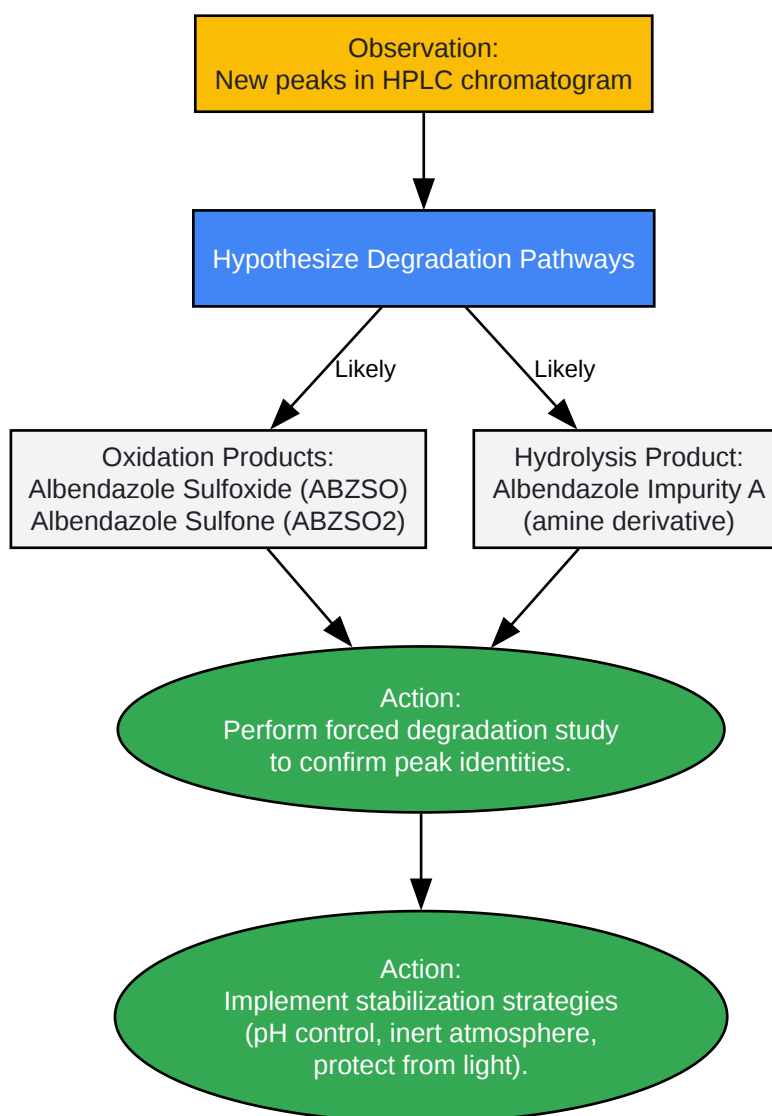 Observation:
New peaks in HPLC chromatogram
Hypothesize Degradation Pathways
Likely
Likely
Oxidation Products:
Albendazole Sulfoxide (ABZSO)
Albendazole Sulfone (ABZSO2)
Hydrolysis Product:
Albendazole Impurity A
(amine derivative)
Action:
Perform forced degradation study
to confirm peak identities.
Action:
Implement stabilization strategies
(pH control, inert atmosphere,
protect from light).